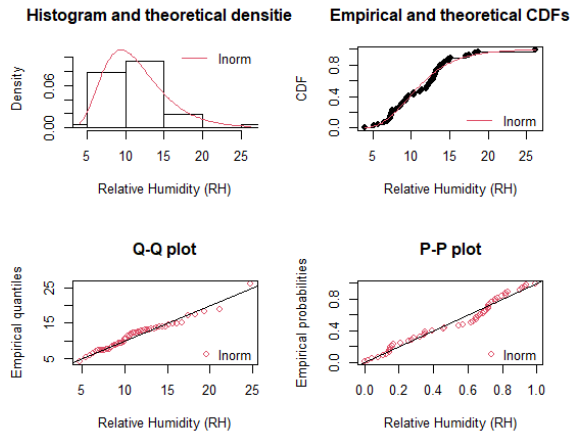 Histogram and theoretical densitie
Density
0.00
0.06
lnorm
5
10
15
20
25
Relative Humidity (RH)
Empirical and theoretical CDFs
CDF
0.0
0.4
0.8
lnorm
5
10
15
20
25
Relative Humidity (RH)
Q-Q plot
Empirical quantiles
5
15
25
lnorm
5
10
15
20
25
Relative Humidity (RH)
P-P plot
Empirical probabilities
0.0
0.4
0.8
lnorm
0.0
0.2
0.4
0.6
0.8
1.0
Relative Humidity (RH)